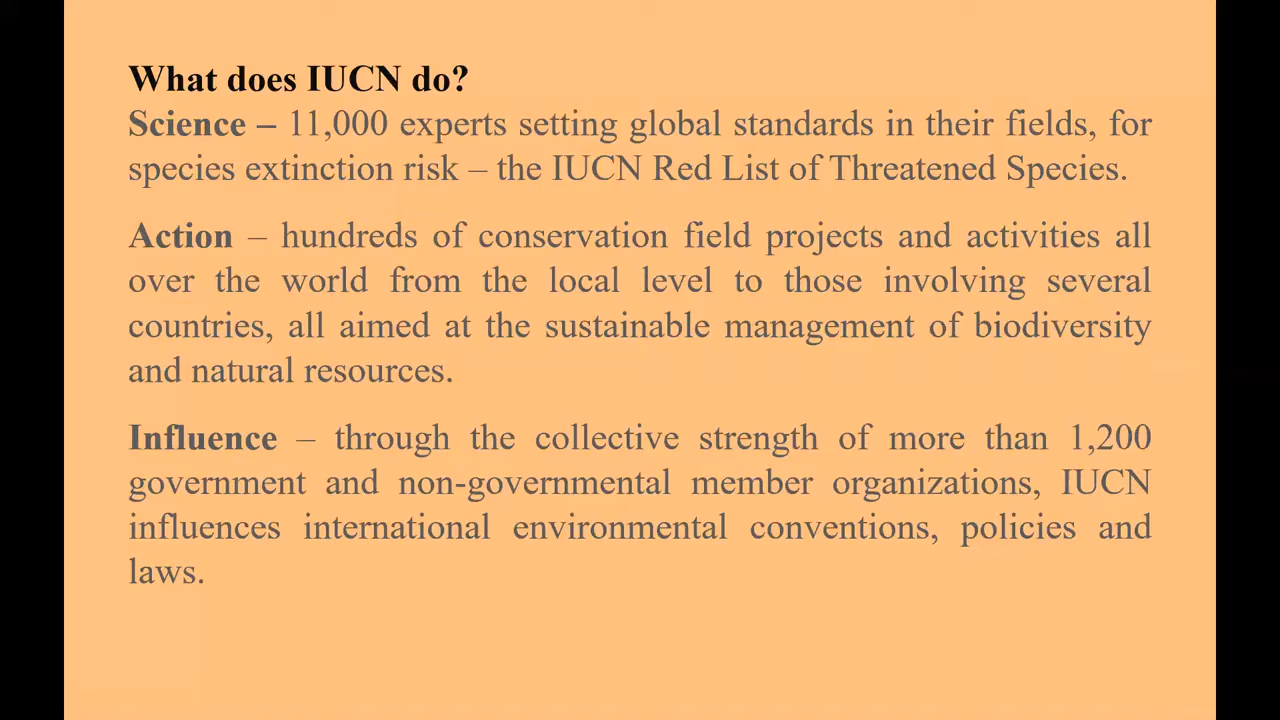 What does IUCN do?
Science – 11,000 experts setting global standards in their fields, for
species extinction risk – the IUCN Red List of Threatened Species.
Action – hundreds of conservation field projects and activities all
over the world from the local level to those involving several
countries, all aimed at the sustainable management of biodiversity
and natural resources.
Influence – through the collective strength of more than 1,200
government and non-governmental member organizations, IUCN
influences international environmental conventions, policies and
laws.